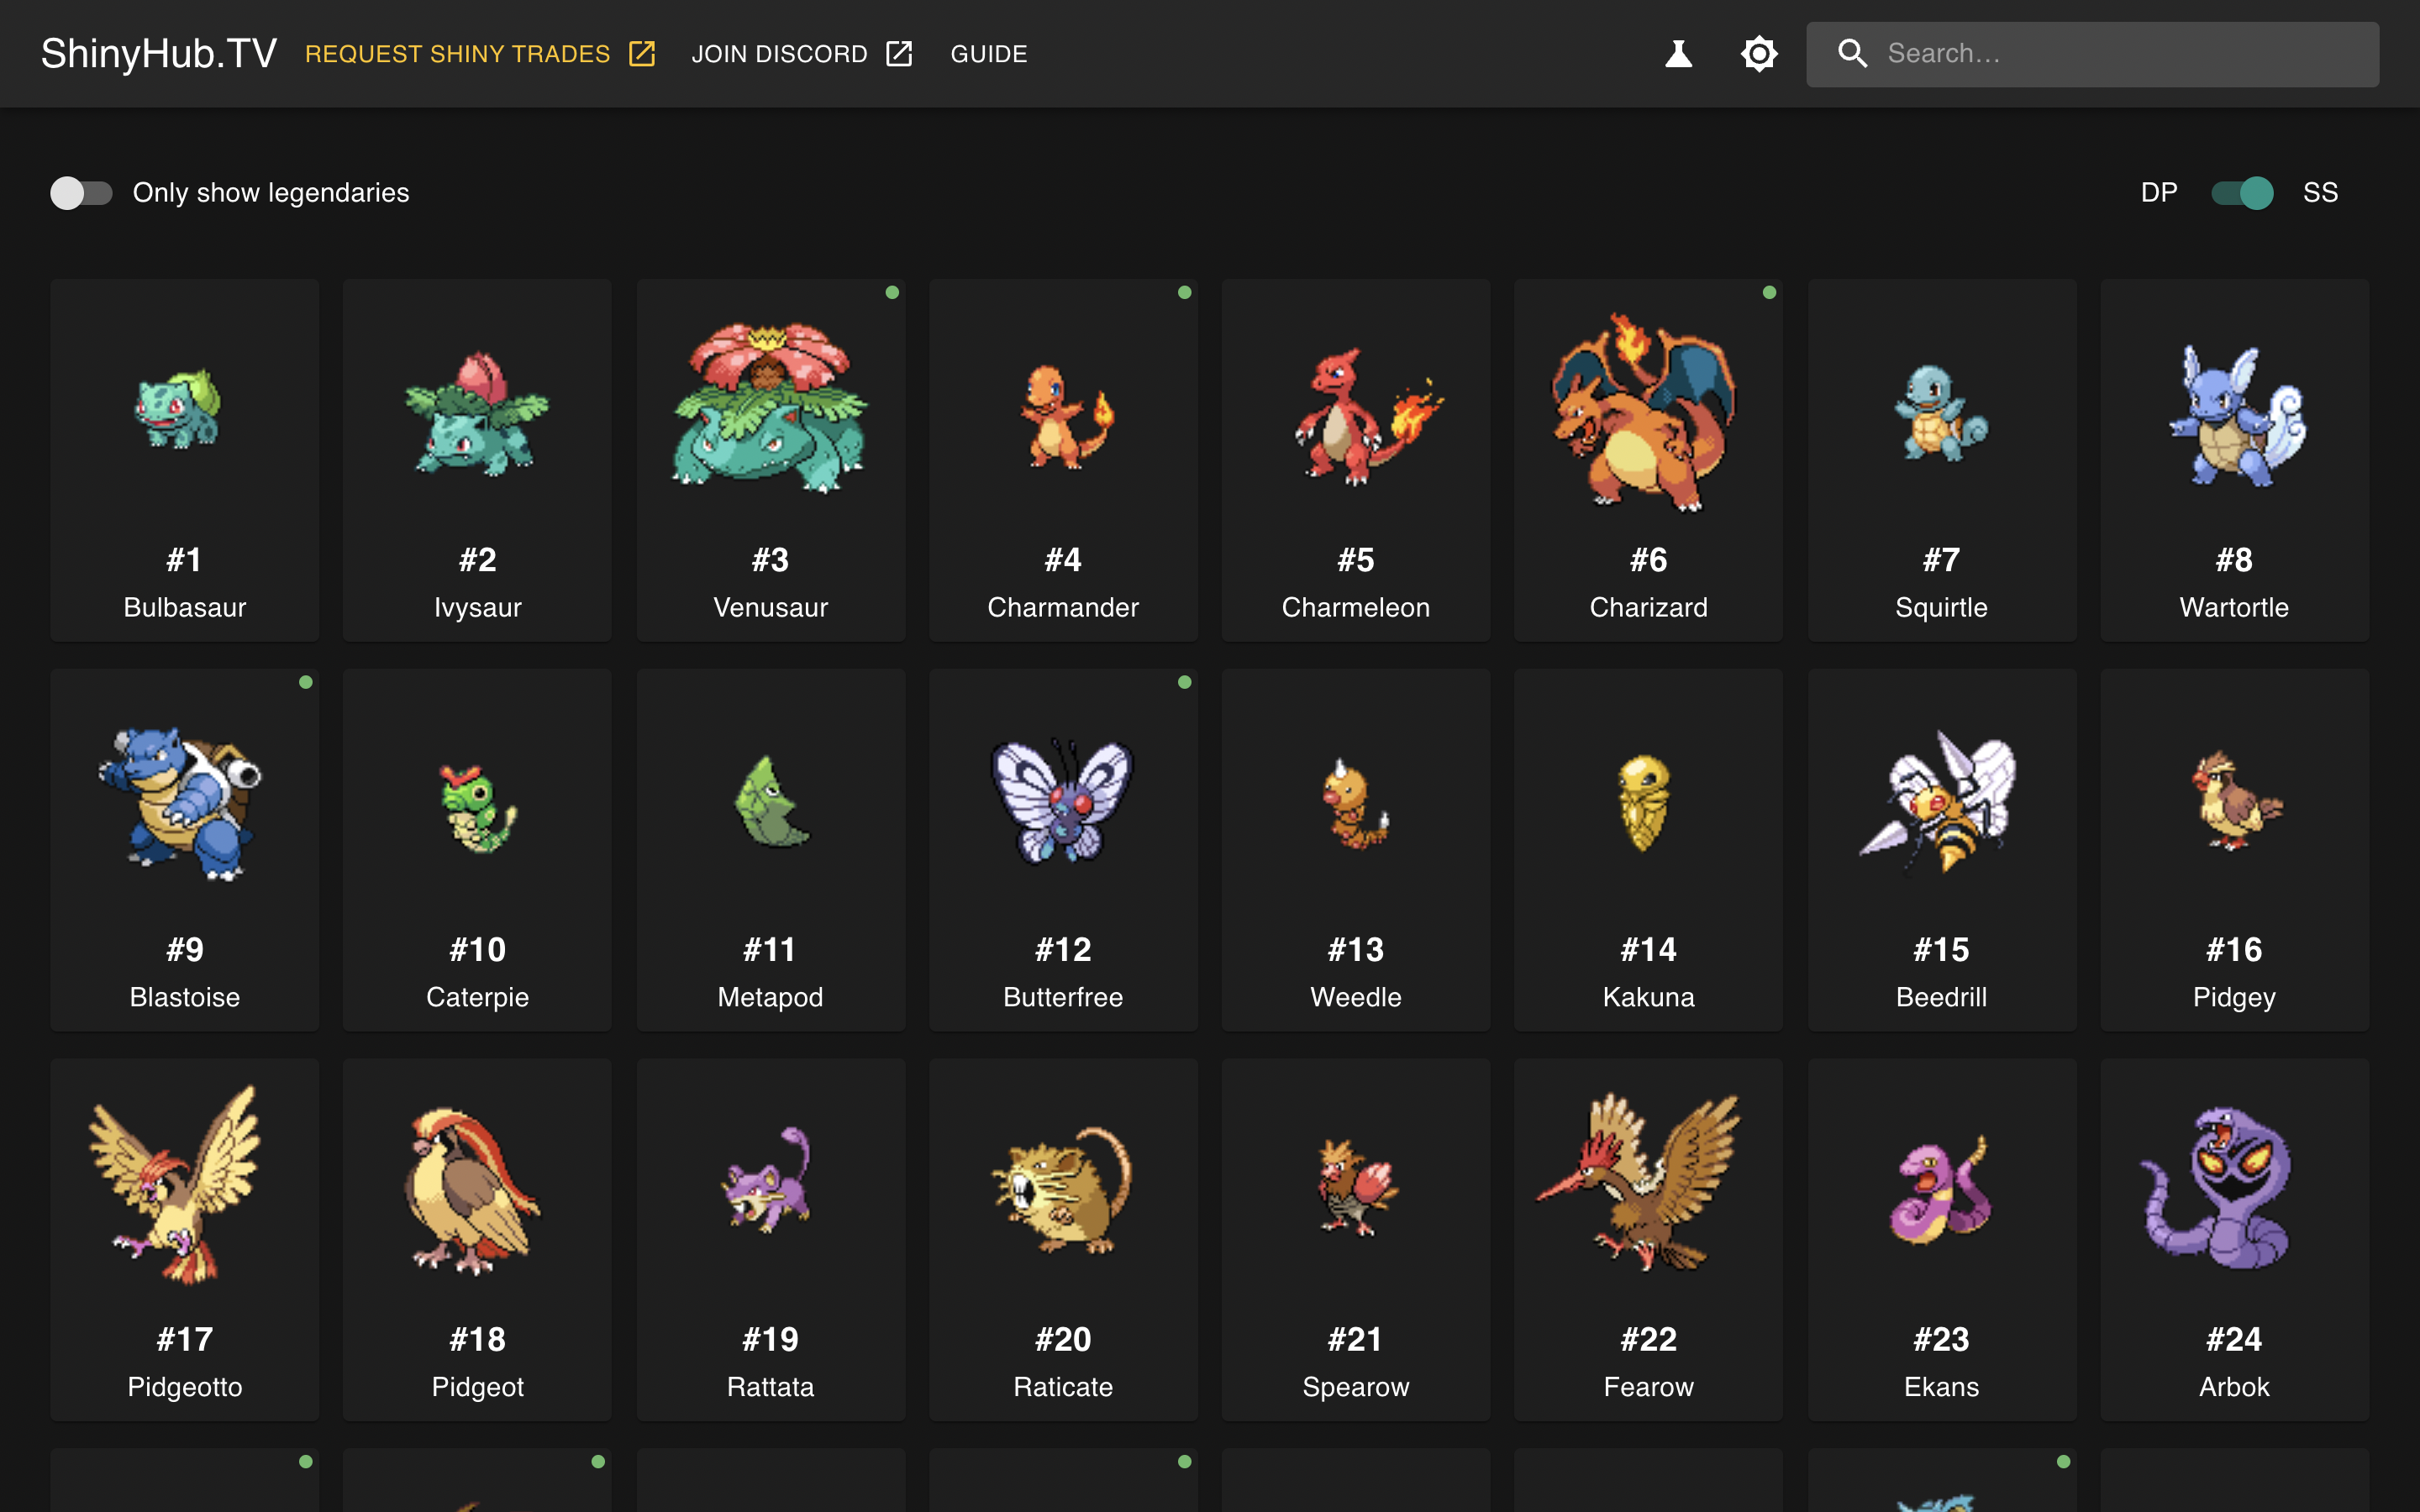 ShinyHub.TV REQUEST SHINY TRADES JOIN DISCORD GUIDE Search...
Only show legendaries DP SS
#1 #2 #3 #4 #5 #6 #7 #8
Bulbasaur Ivysaur Venusaur Charmander Charmeleon Charizard Squirtle Wartortle
#9 #10 #11 #12 #13 #14 #15 #16
Blastoise Caterpie Metapod Butterfree Weedle Kakuna Beedrill Pidgey
#17 #18 #19 #20 #21 #22 #23 #24
Pidgeotto Pidgeot Rattata Raticate Spearow Fearow Ekans Arbok